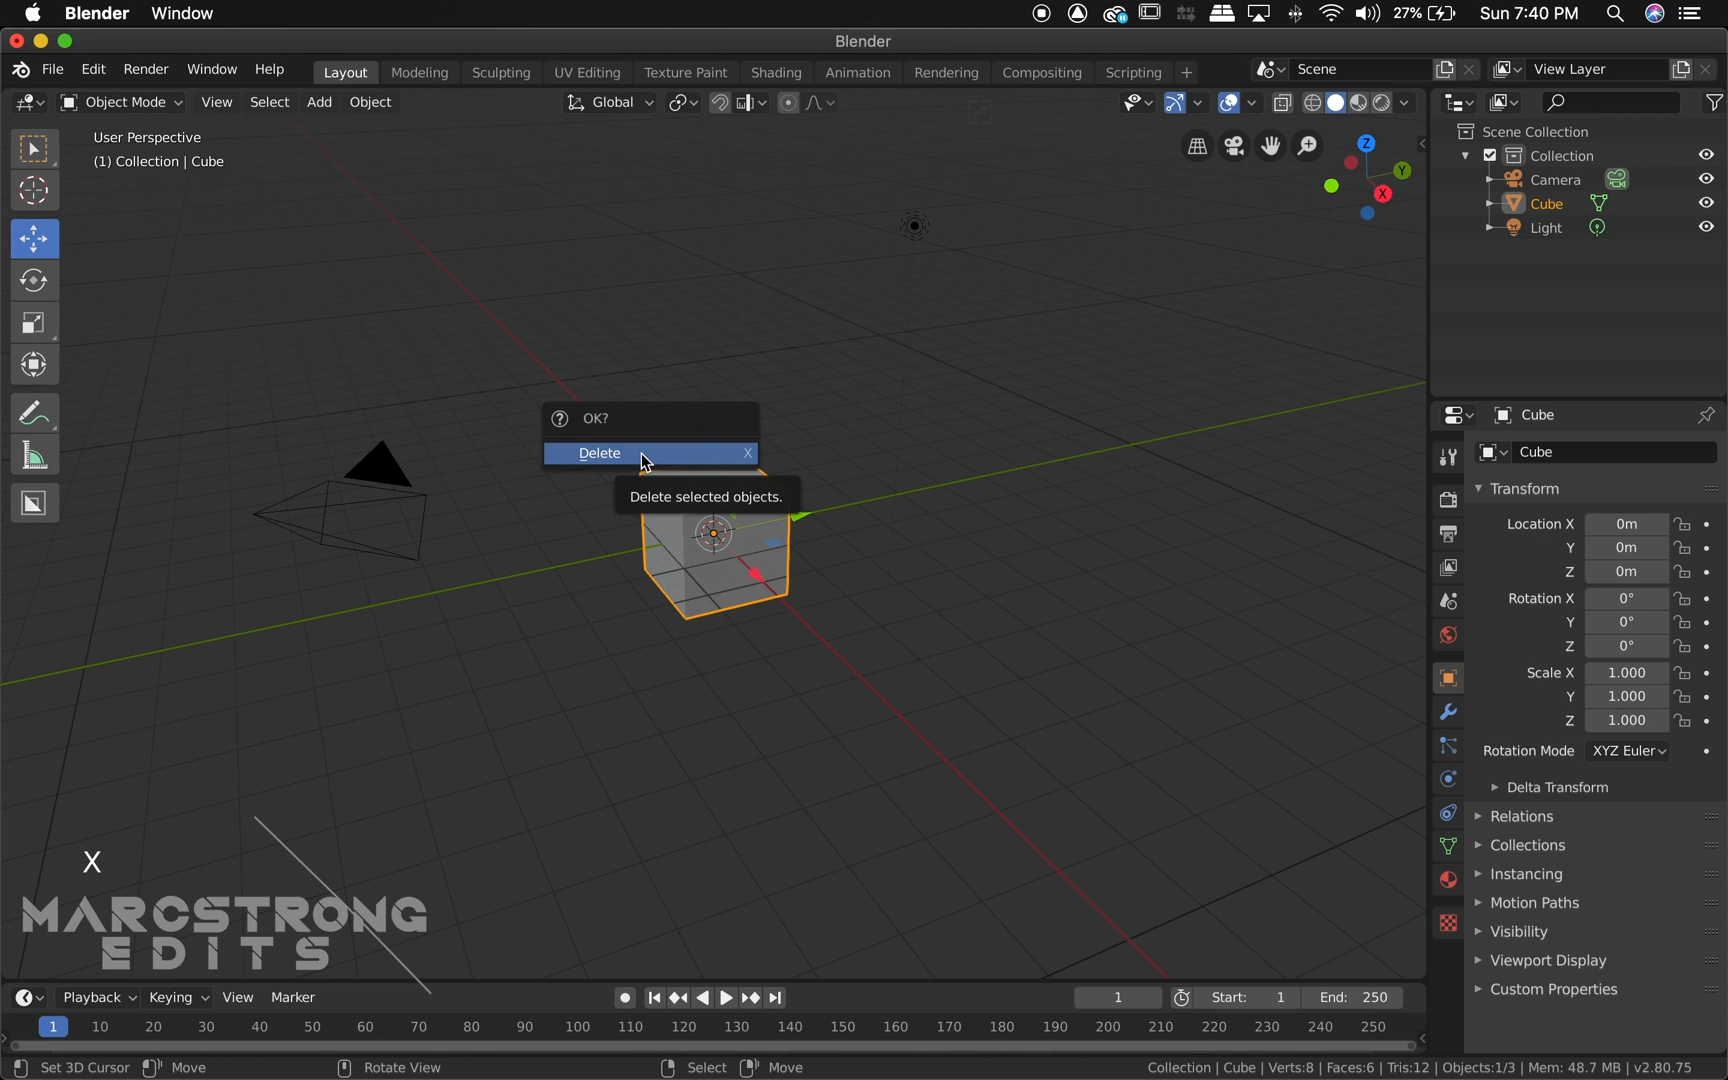 Blender Window 27% Sun 7:40 PM
Blender
File Edit Render Window Help Layout Modeling Sculpting UV Editing Texture Paint Shading Animation Rendering Compositing Scripting + Scene View Layer
Object Mode View Select Add Object Global
User Perspective
(1) Collection | Cube
Z
Y
X
Scene Collection
Collection
Camera
Cube
Light
OK?
Delete X
Delete selected objects.
Cube
Cube
Transform
Location X 0m
Y 0m
Z 0m
Rotation X 0°
Y 0°
Z 0°
Scale X 1.000
Y 1.000
Z 1.000
Rotation Mode XYZ Euler
Delta Transform
Relations
Collections
Instancing
Motion Paths
Visibility
Viewport Display
Custom Properties
X
MARCSTRONG
EDITS
Playback Keying View Marker 1 Start: 1 End: 250
1 10 20 30 40 50 60 70 80 90 100 110 120 130 140 150 160 170 180 190 200 210 220 230 240 250
Set 3D Cursor Move Rotate View Select Move Collection | Cube | Verts:8 | Faces:6 | Tris:12 | Objects:1/3 | Mem: 48.7 MB | v2.80.75